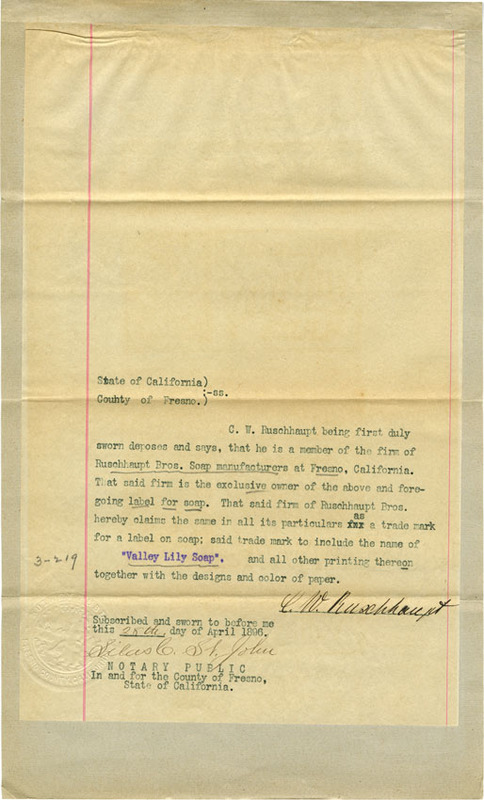 State of California)
:-ss.
County of Fresno.)
C. W. Ruschhaupt being first duly
sworn deposes and says, that he is a member of the firm of
Ruschhaupt Bros. Soap manufacturers at Fresno, California.
That said firm is the exclusive owner of the above and fore-
going label for soap. That said firm of Ruschhaupt Bros.
hereby claims the same in all its particulars as a trade mark
for a label on soap; said trade mark to include the name of
"Valley Lily Soap". and all other printing thereon
together with the designs and color of paper.
3-219
C. W. Ruschhaupt
Subscribed and sworn to before me
this 28th, day of April 1896.
Silas C. St. John
NOTARY PUBLIC
In and for the County of Fresno,
State of California.